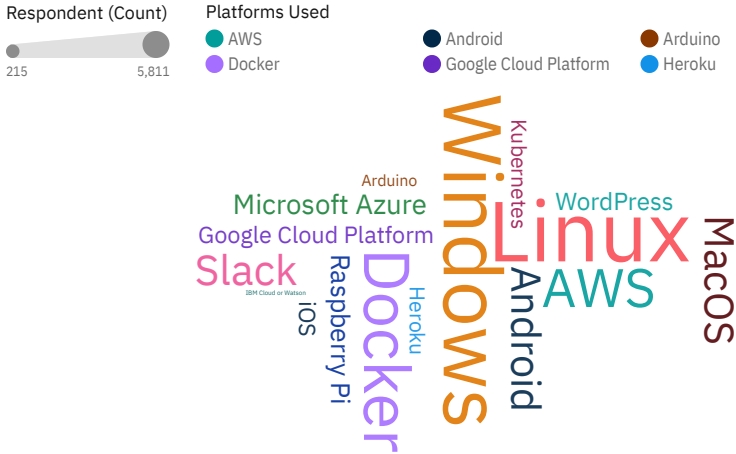 Respondent (Count)
215
5,811
Platforms Used
AWS
Android
Arduino
Docker
Google Cloud Platform
Heroku
Windows
Kubernetes
Arduino
Microsoft Azure
WordPress
Linux
Google Cloud Platform
MacOS
Slack
IBM Cloud or Watson
iOS
Raspberry Pi
Docker
Heroku
Android
AWS